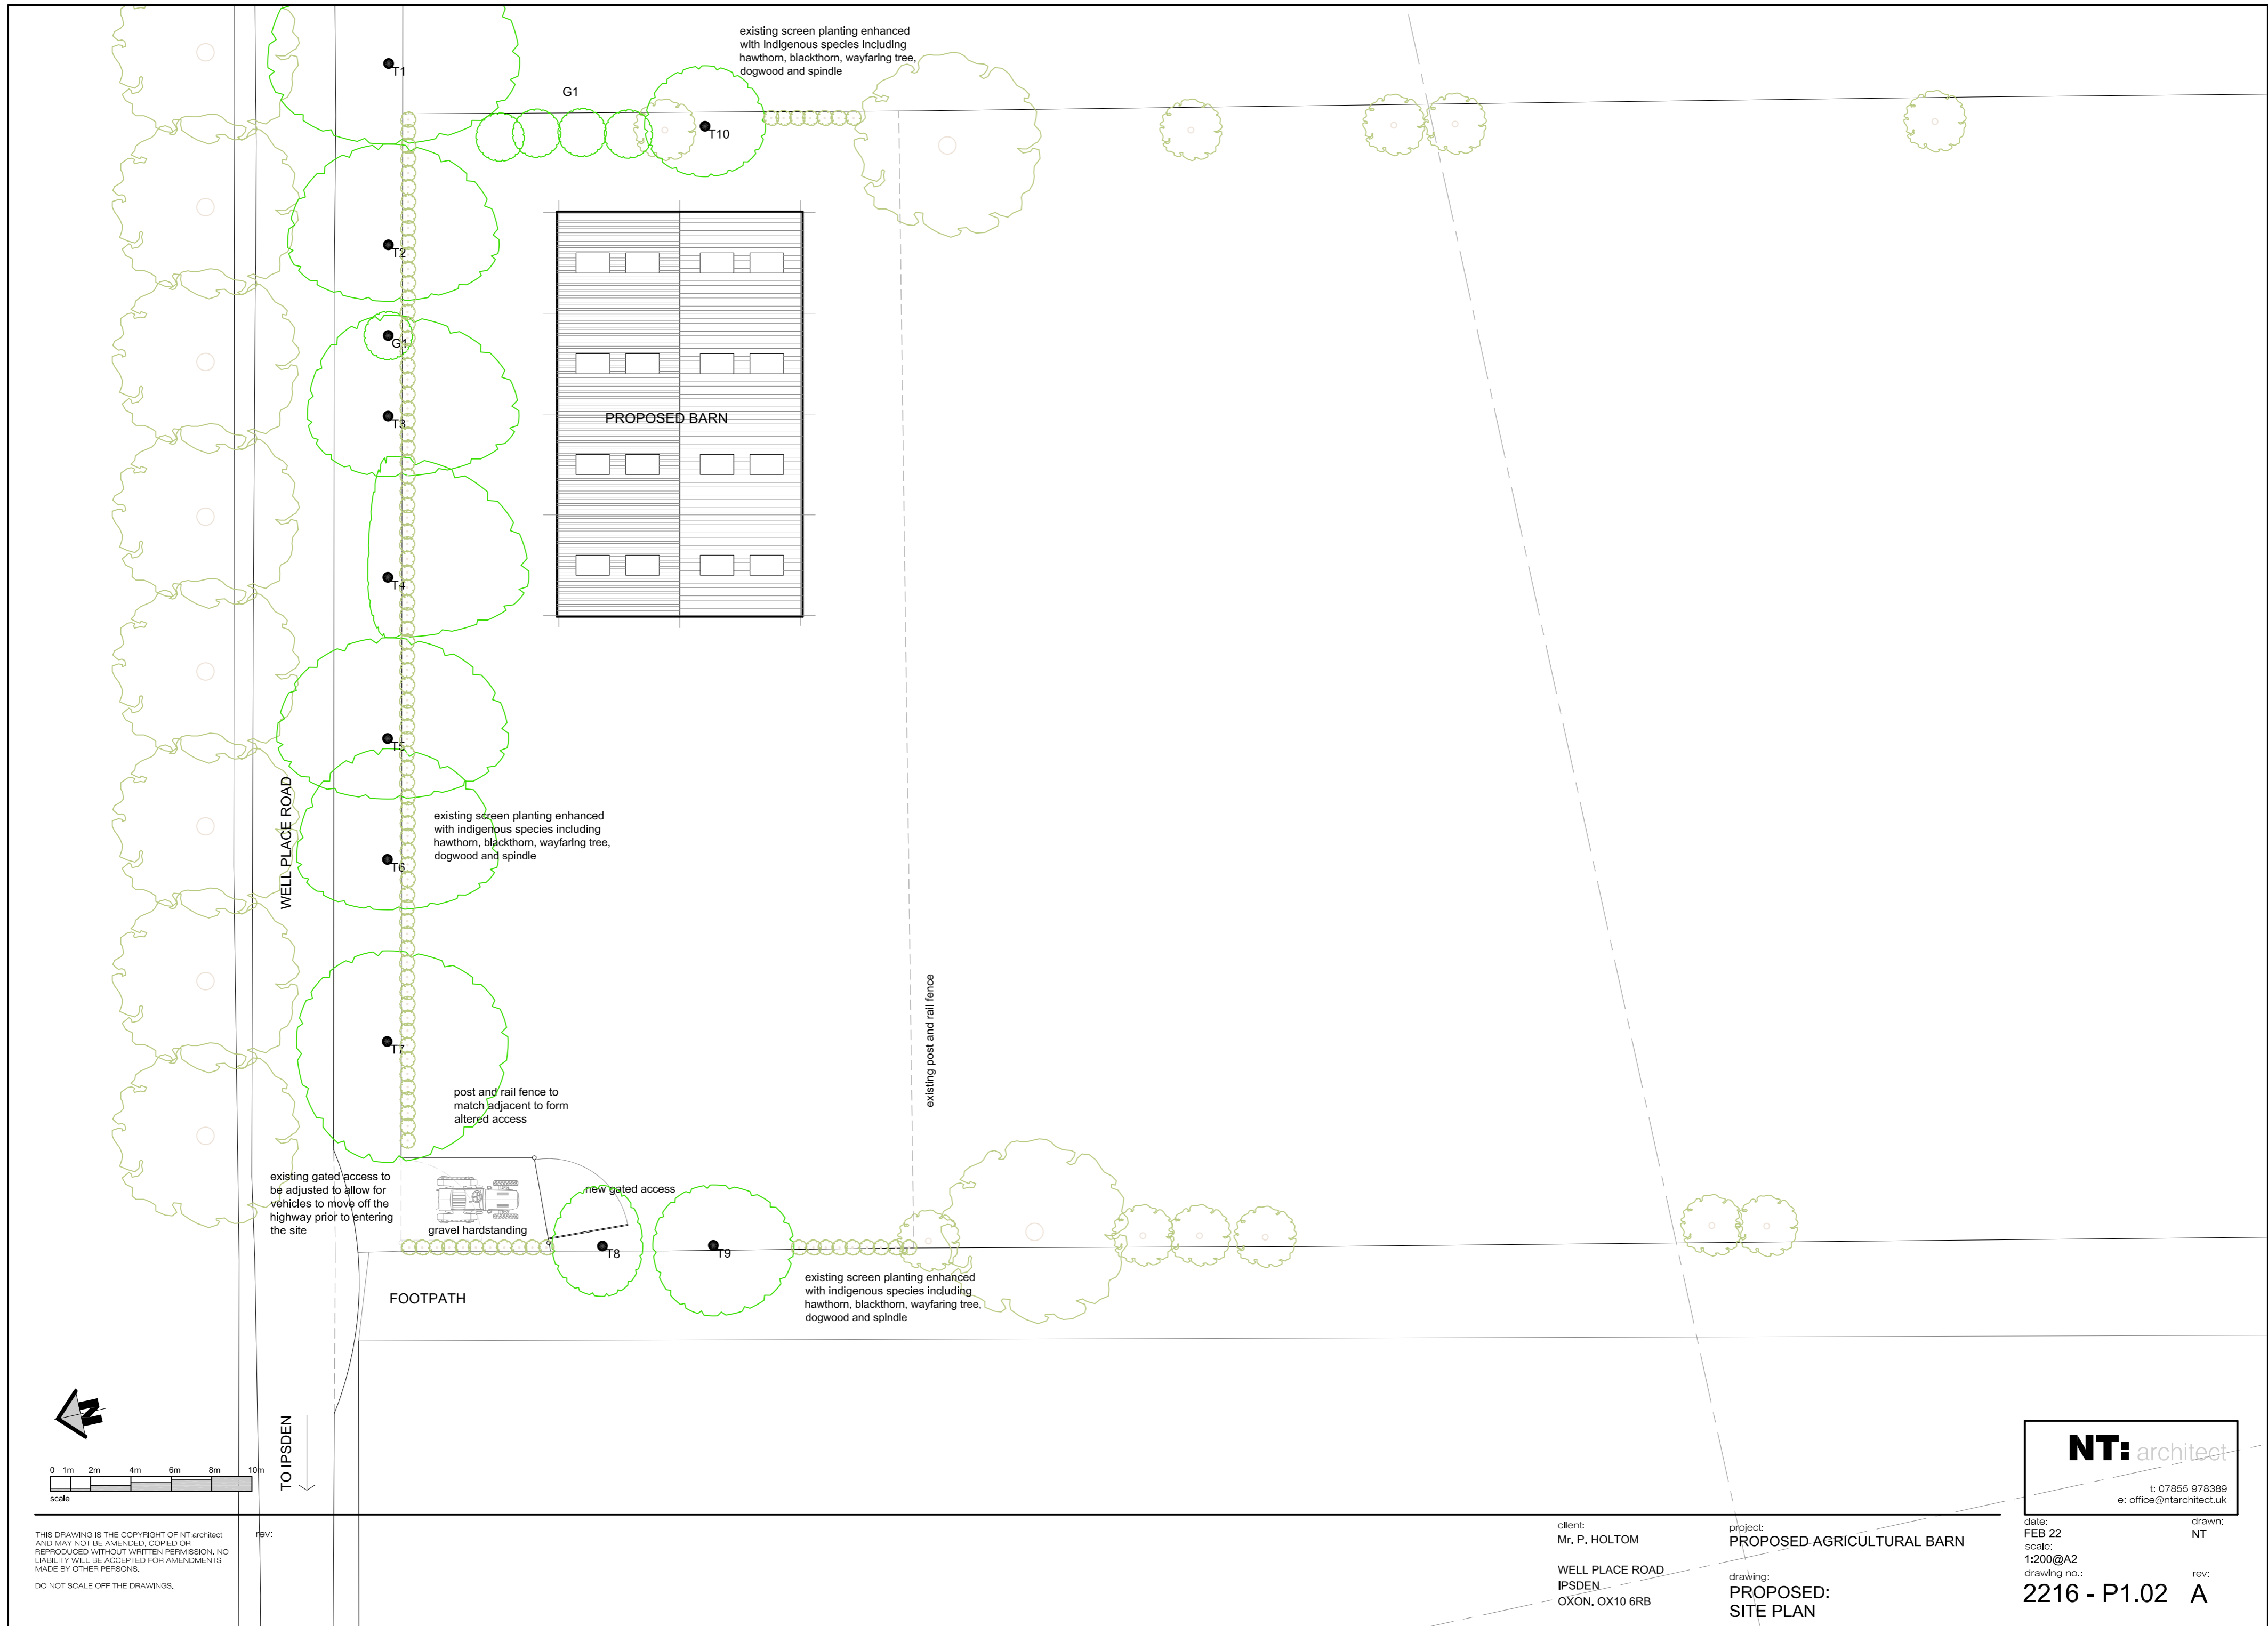 existing screen planting enhanced
with indigenous species including
hawthorn, blackthorn, wayfaring tree,
dogwood and spindle
T1
G1
T10
T2
G1
T3
PROPOSED BARN
T4
T5
WELL PLACE ROAD
existing screen planting enhanced
with indigenous species including
hawthorn, blackthorn, wayfaring tree,
dogwood and spindle
T6
existing post and rail fence
T7
post and rail fence to
match adjacent to form
altered access
existing gated access to
be adjusted to allow for
vehicles to move off the
highway prior to entering
the site
new gated access
gravel hardstanding
T8
T9
existing screen planting enhanced
with indigenous species including
hawthorn, blackthorn, wayfaring tree,
dogwood and spindle
FOOTPATH
N
TO IPSDEN
0 1m 2m 4m 6m 8m 10m
scale
NT: architect
t: 07855 978389
e: office@ntarchitect.uk
THIS DRAWING IS THE COPYRIGHT OF NT:architect
AND MAY NOT BE AMENDED, COPIED OR
REPRODUCED WITHOUT WRITTEN PERMISSION. NO
LIABILITY WILL BE ACCEPTED FOR AMENDMENTS
MADE BY OTHER PERSONS.
DO NOT SCALE OFF THE DRAWINGS.
rev:
client:
Mr. P. HOLTOM
WELL PLACE ROAD
IPSDEN
OXON. OX10 6RB
project:
PROPOSED AGRICULTURAL BARN
drawing:
PROPOSED:
SITE PLAN
date:
FEB 22
drawn:
NT
scale:
1:200@A2
drawing no.:
2216 - P1.02
rev:
A